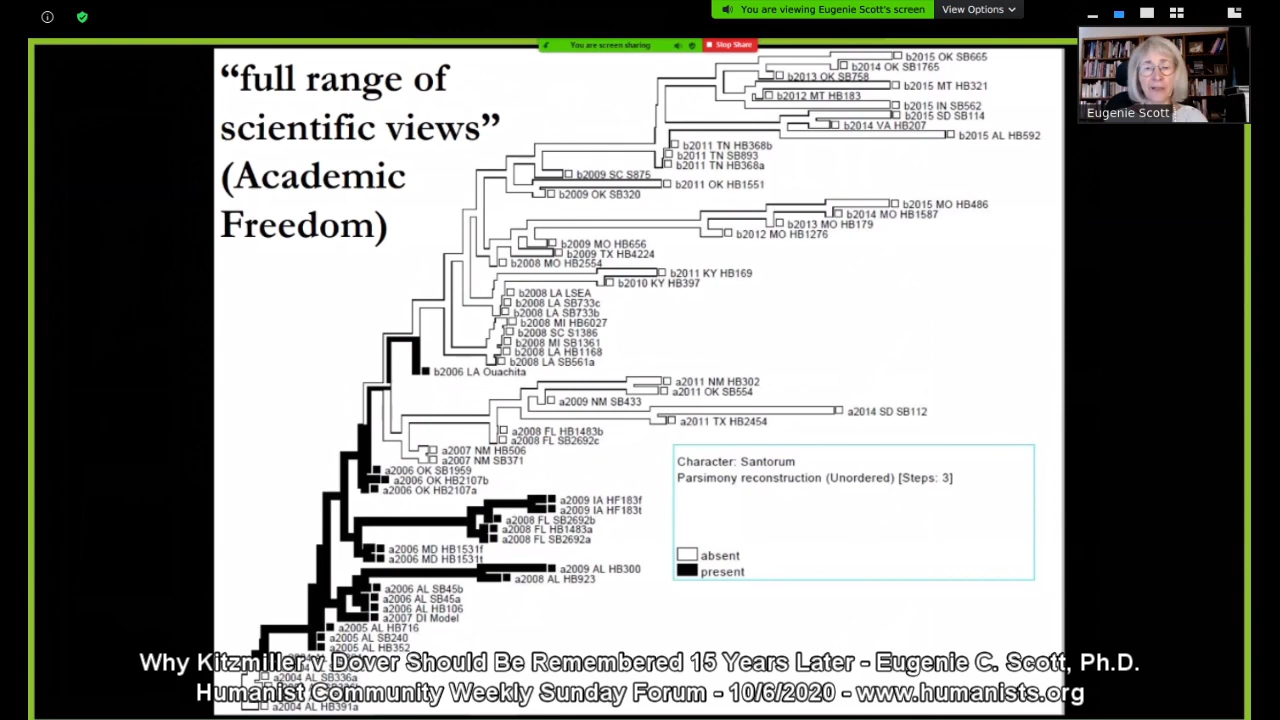 You are viewing Eugenie Scott's screen
View Options
You are screen sharing
Stop Share
Eugenie Scott
“full range of
scientific views”
(Academic
Freedom)
b2015 OK SB665
b2014 OK SB1765
b2013 OK SB758
b2015 MT HB321
b2012 MT HB183
b2015 IN SB562
b2015 SD SB114
b2014 VA HB207
b2015 AL HB592
b2011 TN HB368b
b2011 TN SB893
b2011 TN HB368a
b2009 SC S875
b2011 OK HB1551
b2009 OK SB320
b2015 MO HB486
b2014 MO HB1587
b2013 MO HB179
b2012 MO HB1276
b2009 MO HB656
b2009 TX HB4224
b2008 MO HB2554
b2011 KY HB169
b2010 KY HB397
b2008 LA LSEA
b2008 LA SB733c
b2008 LA SB733b
b2008 MI HB6027
b2008 SC S1386
b2008 MI SB1361
b2008 LA HB1168
b2008 LA SB561a
b2006 LA Ouachita
a2011 NM HB302
a2011 OK SB554
a2009 NM SB433
a2014 SD SB112
a2011 TX HB2454
a2008 FL HB1483b
a2008 FL SB2692c
a2007 NM HB506
a2007 NM SB371
a2006 OK SB1959
a2006 OK HB2107b
a2006 OK HB2107a
a2009 IA HF183f
a2009 IA HF183t
a2008 FL SB2692b
a2008 FL HB1483a
a2008 FL SB2692a
a2006 MD HB1531f
a2006 MD HB1531t
a2009 AL HB300
a2008 AL HB923
a2006 AL SB45b
a2006 AL SB45a
a2006 AL HB106
a2007 DI Model
a2005 AL HB716
a2005 AL SB240
a2005 AL HB352
Character: Santorum
Parsimony reconstruction (Unordered) [Steps: 3]
absent
present
Why Kitzmiller v Dover Should Be Remembered 15 Years Later - Eugenie C. Scott, Ph.D.
a2004 AL SB336a
Humanist Community Weekly Sunday Forum - 10/6/2020 - www.humanists.org
a2004 AL HB391a